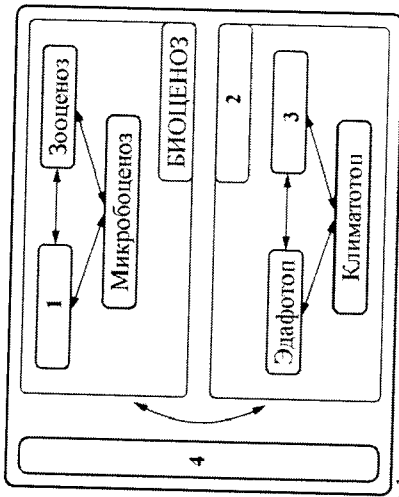 1
Зооценоз
Микробоценоз
БИОЦЕНОЗ
4
2
Эдафотоп
3
Климатотоп